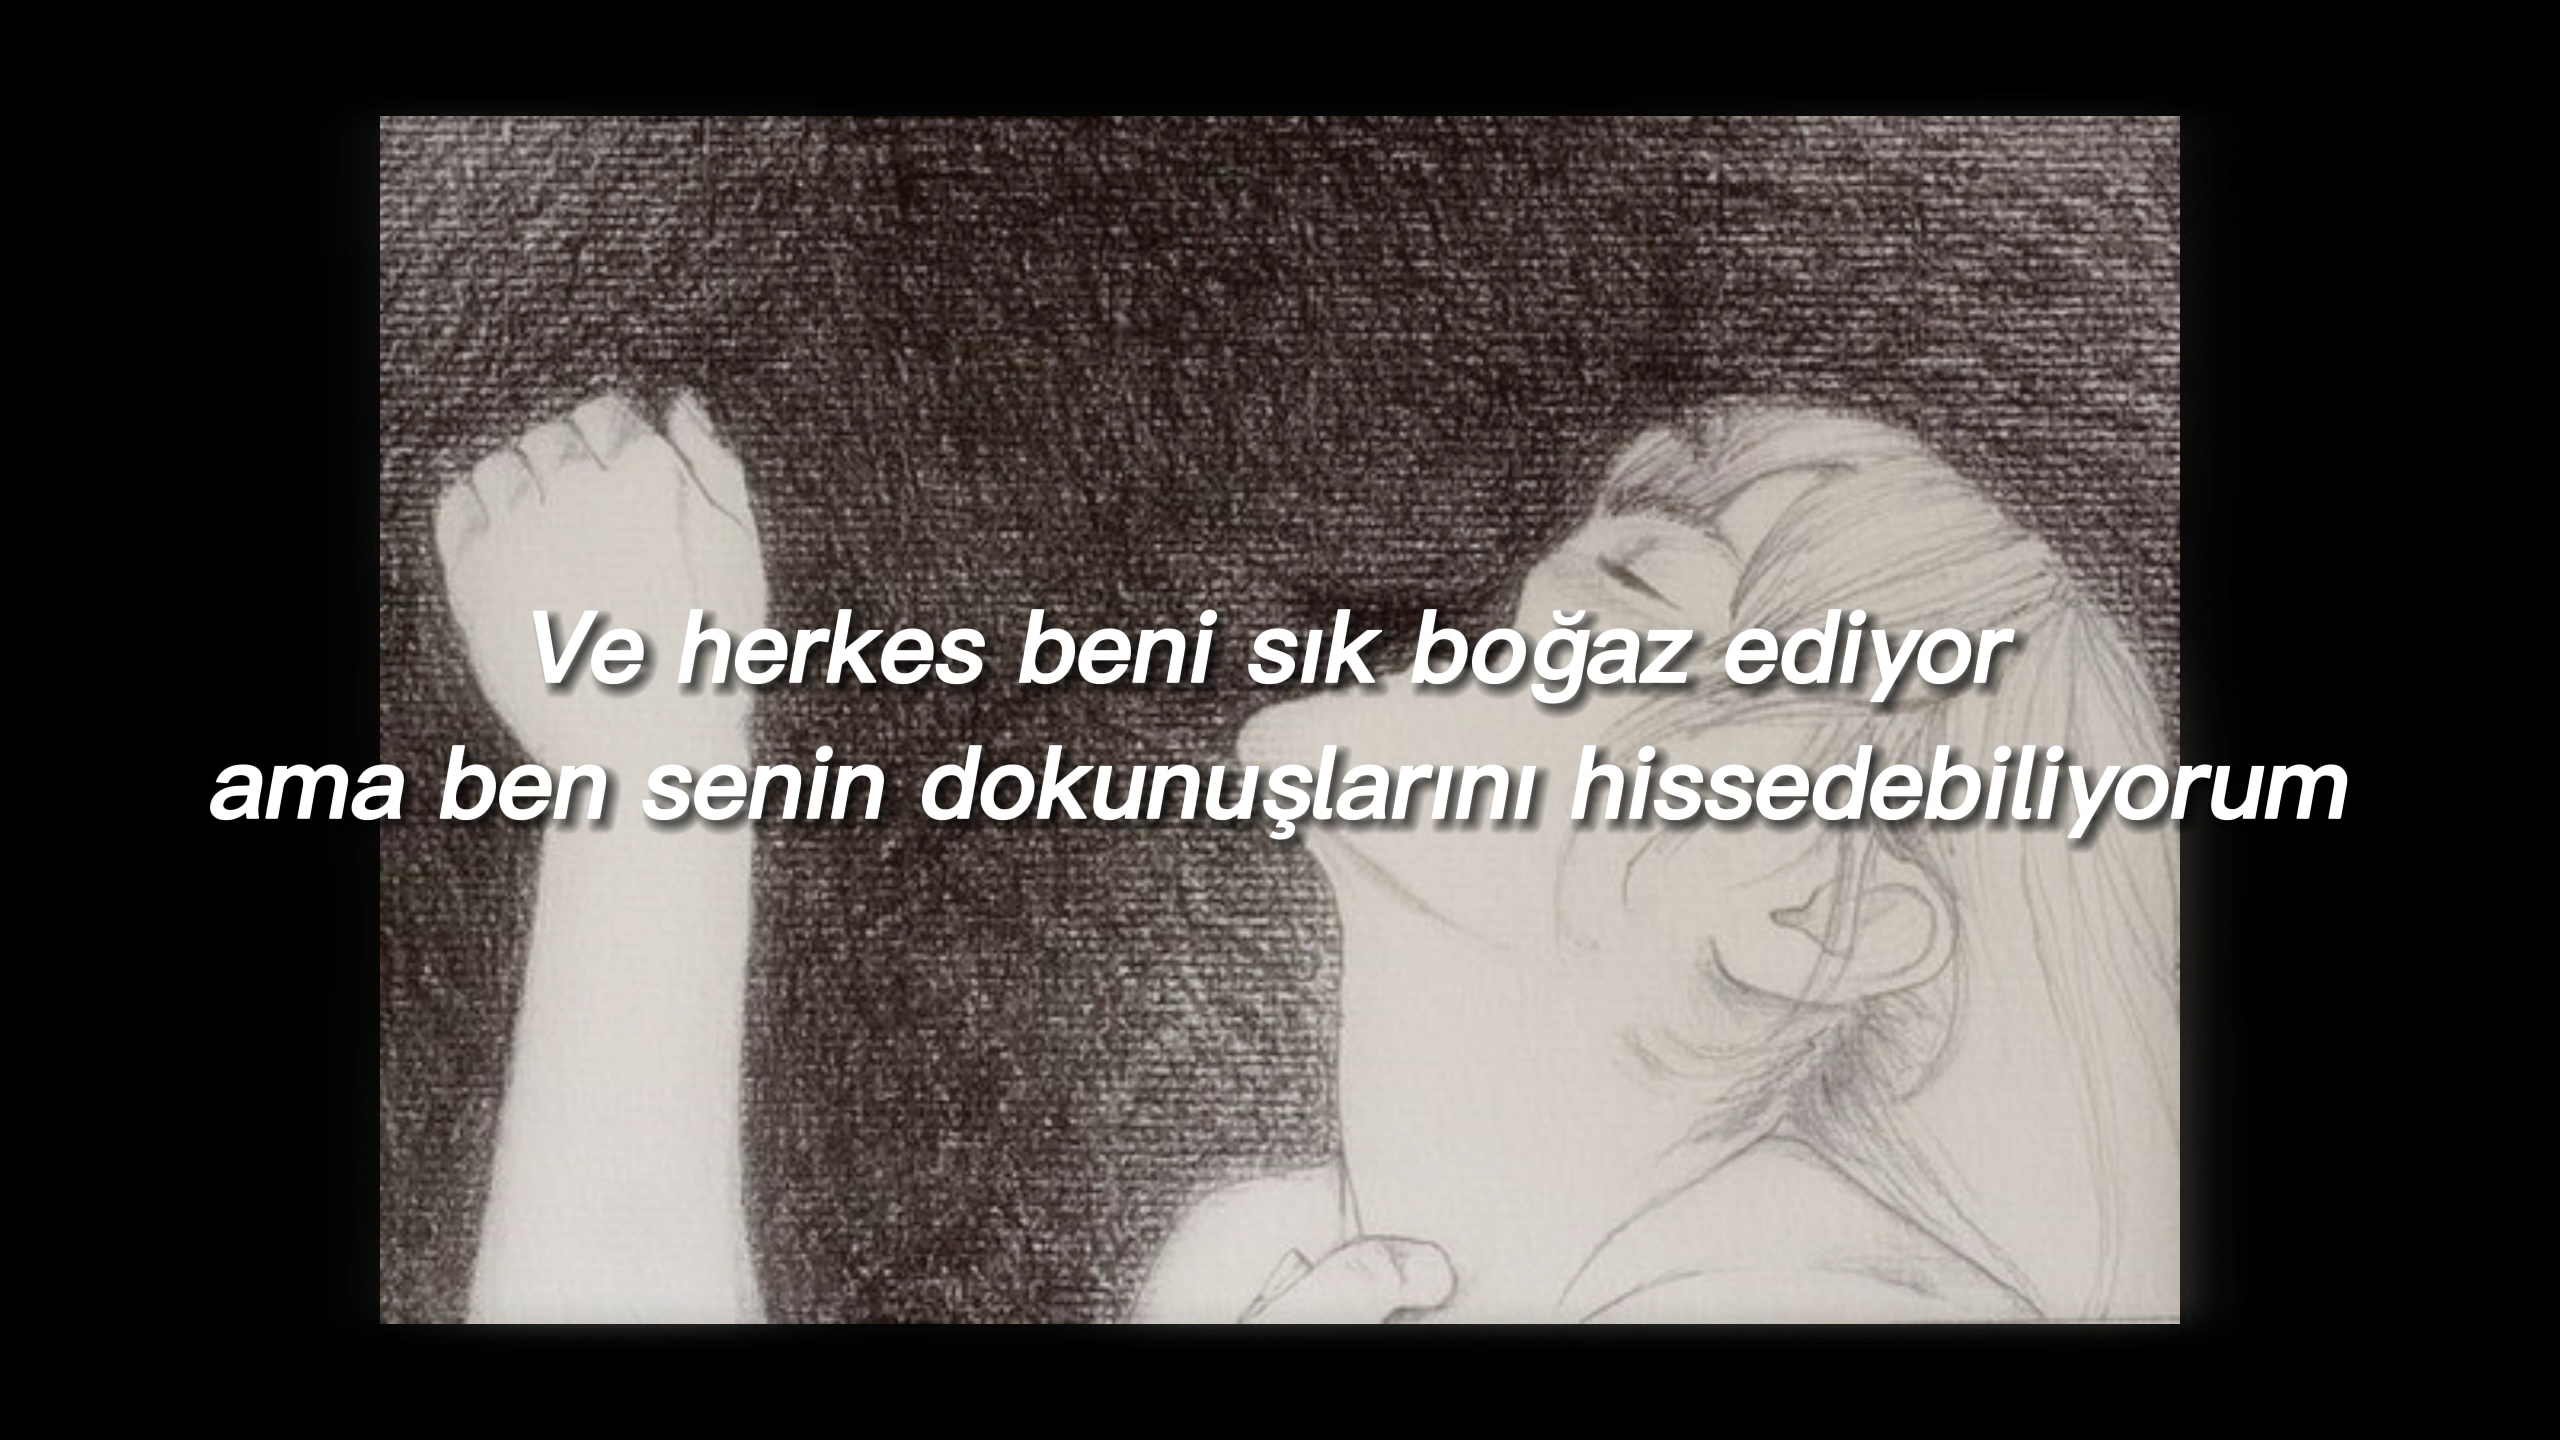 Ve herkes beni sık boğaz ediyor
ama ben senin dokunuşlarını hissedebiliyorum